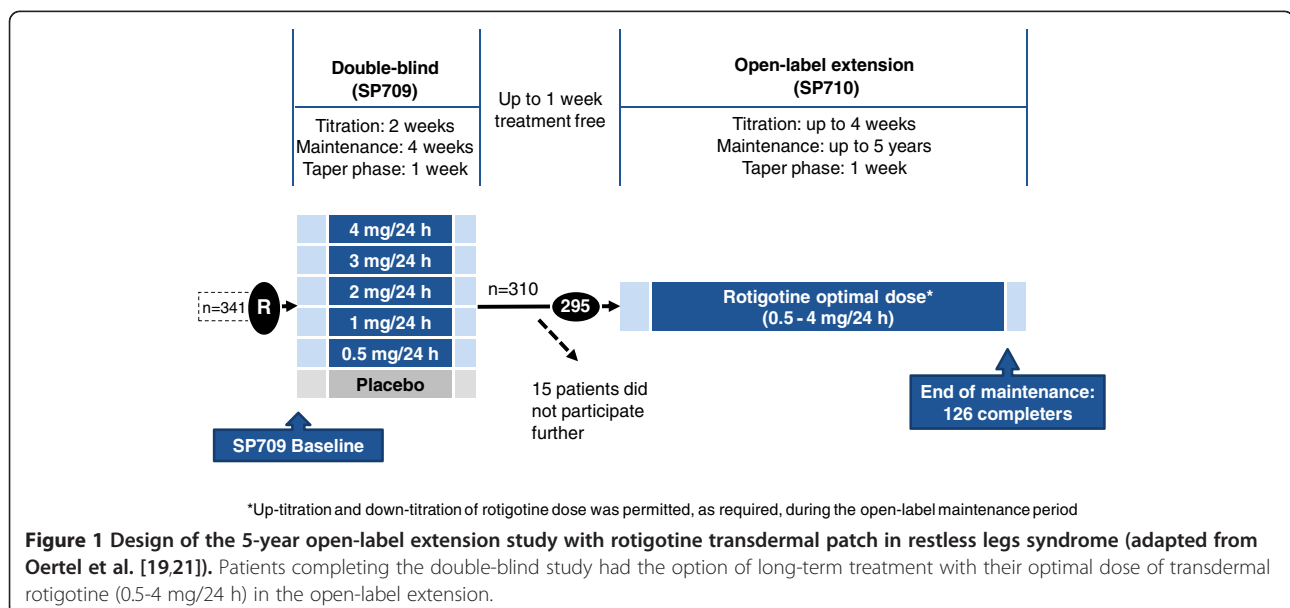 Double-blind
(SP709)
Titration: 2 weeks
Maintenance: 4 weeks
Taper phase: 1 week
Up to 1 week
treatment free
Open-label extension
(SP710)
Titration: up to 4 weeks
Maintenance: up to 5 years
Taper phase: 1 week
n=341
R
4 mg/24 h
3 mg/24 h
2 mg/24 h
1 mg/24 h
0.5 mg/24 h
Placebo
SP709 Baseline
n=310
295
15 patients did
not participate
further
Rotigotine optimal dose*
(0.5 - 4 mg/24 h)
End of maintenance:
126 completers
*Up-titration and down-titration of rotigotine dose was permitted, as required, during the open-label maintenance period
Figure 1 Design of the 5-year open-label extension study with rotigotine transdermal patch in restless legs syndrome (adapted from
Oertel et al. [19,21]). Patients completing the double-blind study had the option of long-term treatment with their optimal dose of transdermal
rotigotine (0.5-4 mg/24 h) in the open-label extension.